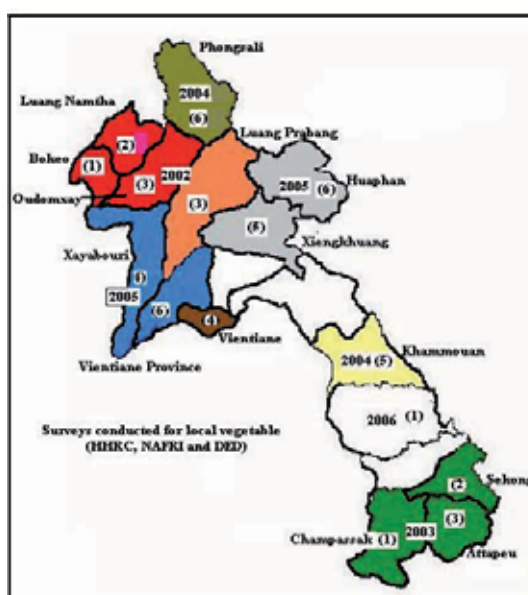 Phongsali
2004
(6)
Luang Namtha
(2)
Luang Prabang
Bokeo
(1)
(3)
2002
Oudomxay
(3)
2005
(6)
Huaphan
(5)
Xiengkhuang
Xayabouri
2005
(6)
(4)
Vientiane
Vientiane Province
2004 (5)
Khammouan
2006 (1)
Surveys conducted for local vegetable
(HHRC, NAFRI and DED)
Sekong
(2)
(3)
2003
Champassak (1)
Attapeu